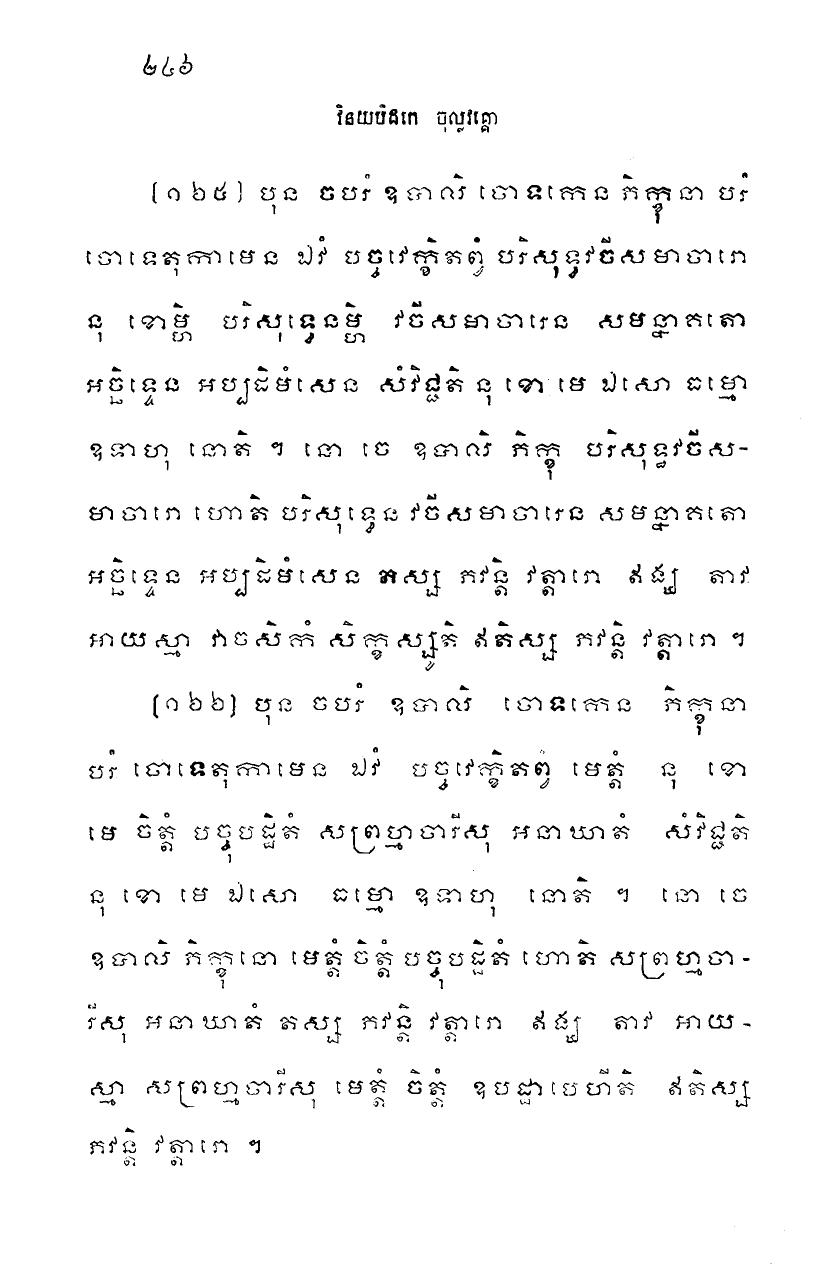 ២៤៦
វិនយបិដកេ ចុល្លវគ្គោ
[១៦៥] បុន ចបរំ ឧបាលិ ចោទកេន ភិក្ខុនា បរំ
ចោទេតុកាមេន ឯវំ បច្ចវេក្ខិតព្វំ បរិសុទ្ធវចីសមាចារោ
នុ ខោម្ហិ បរិសុទ្ធេនម្ហិ វចីសមាចារេន សមន្នាគតោ
អច្ឆិទ្ទេន អប្បដិមំសេន សំវិជ្ជតិ នុ ខោ មេ ឯសោ ធម្មោ
ឧទាហុ នោតិ ។ នោ ចេ ឧបាលិ ភិក្ខុ បរិសុទ្ធវចីស-
មាចារោ ហោតិ បរិសុទ្ធេន វចីសមាចារេន សមន្នាគតោ
អច្ឆិទ្ទេន អប្បដិមំសេន តស្ស ភវន្តិ វត្តារោ ឥង្ឃ តាវ
អាយស្មា វាចសិកំ សិក្ខស្សូតិ ឥតិស្ស ភវន្តិ វត្តារោ ។
[១៦៦] បុន ចបរំ ឧបាលិ ចោទកេន ភិក្ខុនា
បរំ ចោទេតុកាមេន ឯវំ បច្ចវេក្ខិតព្វំ មេត្តំ នុ ខោ
មេ ចិត្តំ បច្ចុបដ្ឋិតំ សព្រហ្មចារីសុ អនាឃាតំ សំវិជ្ជតិ
នុ ខោ មេ ឯសោ ធម្មោ ឧទាហុ នោតិ ។ នោ ចេ
ឧបាលិ ភិក្ខុនោ មេត្តំ ចិត្តំ បច្ចុបដ្ឋិតំ ហោតិ សព្រហ្មចា-
រីសុ អនាឃាតំ តស្ស ភវន្តិ វត្តារោ ឥង្ឃ តាវ អាយ-
ស្មា សព្រហ្មចារីសុ មេត្តំ ចិត្តំ ឧបដ្ឋាបេហីតិ ឥតិស្ស
ភវន្តិ វត្តារោ ។